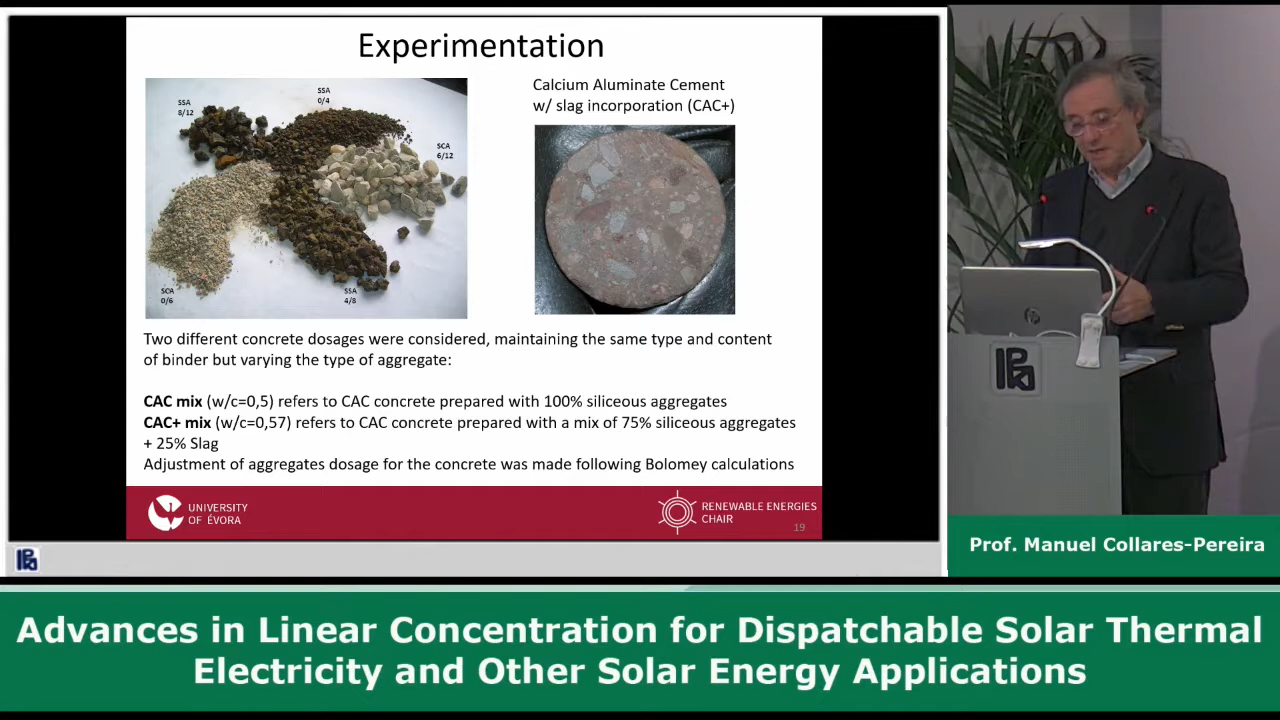 Experimentation
SSA
8/12
SSA
0/4
SCA
6/12
SCA
0/6
SSA
4/8
Calcium Aluminate Cement
w/ slag incorporation (CAC+)
Two different concrete dosages were considered, maintaining the same type and content
of binder but varying the type of aggregate:
CAC mix (w/c=0,5) refers to CAC concrete prepared with 100% siliceous aggregates
CAC+ mix (w/c=0,57) refers to CAC concrete prepared with a mix of 75% siliceous aggregates
+ 25% Slag
Adjustment of aggregates dosage for the concrete was made following Bolomey calculations
UNIVERSITY
OF ÉVORA
RENEWABLE ENERGIES
CHAIR
19
Prof. Manuel Collares-Pereira
Advances in Linear Concentration for Dispatchable Solar Thermal
Electricity and Other Solar Energy Applications